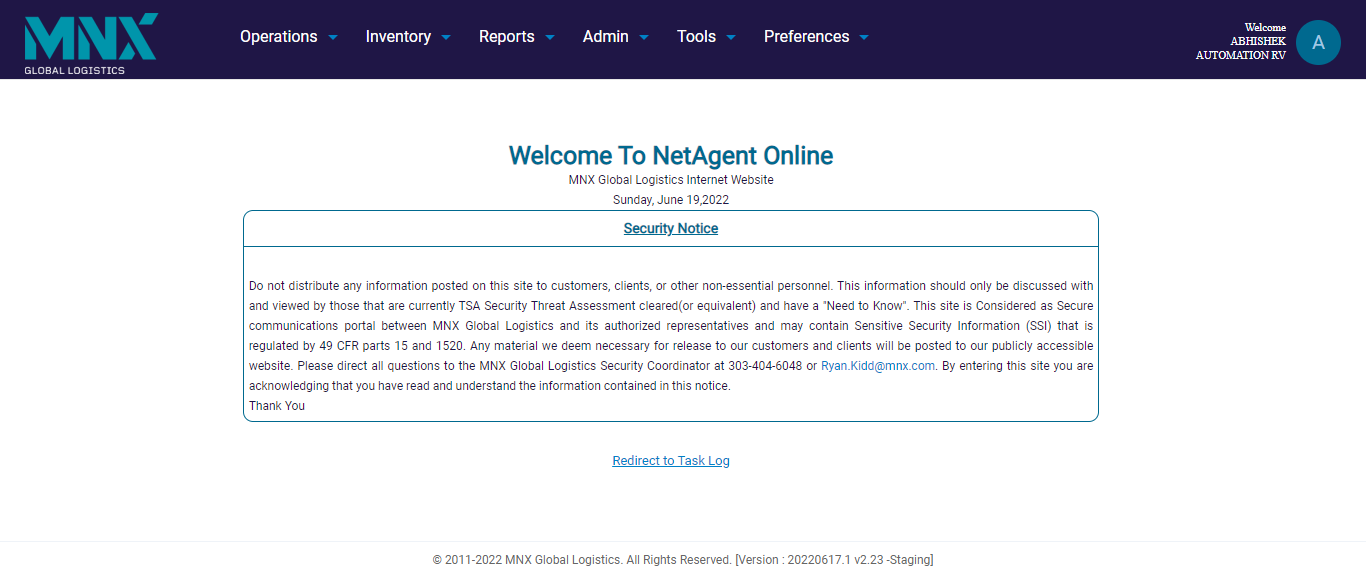 MNX
GLOBAL LOGISTICS
Operations Inventory Reports Admin Tools Preferences
Welcome
ABHISHEK
AUTOMATION RV
A
Welcome To NetAgent Online
MNX Global Logistics Internet Website
Sunday, June 19,2022
Security Notice
Do not distribute any information posted on this site to customers, clients, or other non-essential personnel. This information should only be discussed with
and viewed by those that are currently TSA Security Threat Assessment cleared(or equivalent) and have a "Need to Know". This site is Considered as Secure
communications portal between MNX Global Logistics and its authorized representatives and may contain Sensitive Security Information (SSI) that is
regulated by 49 CFR parts 15 and 1520. Any material we deem necessary for release to our customers and clients will be posted to our publicly accessible
website. Please direct all questions to the MNX Global Logistics Security Coordinator at 303-404-6048 or Ryan.Kidd@mnx.com. By entering this site you are
acknowledging that you have read and understand the information contained in this notice.
Thank You
Redirect to Task Log
© 2011-2022 MNX Global Logistics. All Rights Reserved. [Version : 20220617.1 v2.23 -Staging]